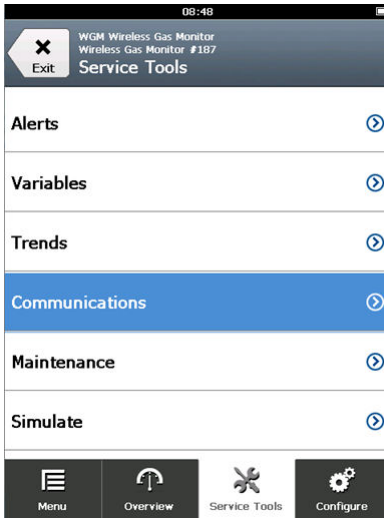 08:48
WGM Wireless Gas Monitor
Wireless Gas Monitor #187
Exit
Service Tools
Alerts
Variables
Trends
Communications
Maintenance
Simulate
Menu
Overview
Service Tools
Configure